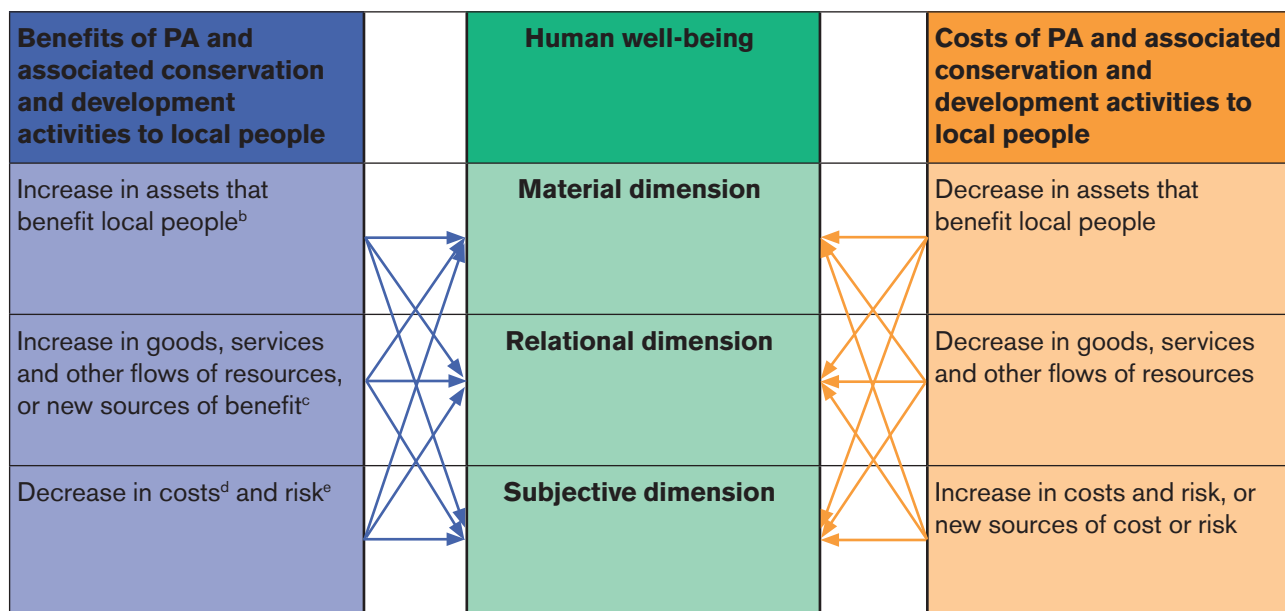 Benefits of PA and
associated conservation
and development
activities to local people
Human well-being
Costs of PA and associated
conservation and
development activities to
local people
Increase in assets that
benefit local peopleᵇ
Material dimension
Decrease in assets that
benefit local people
Increase in goods, services
and other flows of resources,
or new sources of benefitᶜ
Relational dimension
Decrease in goods, services
and other flows of resources
Decrease in costsᵈ and riskᵉ
Subjective dimension
Increase in costs and risk, or
new sources of cost or risk